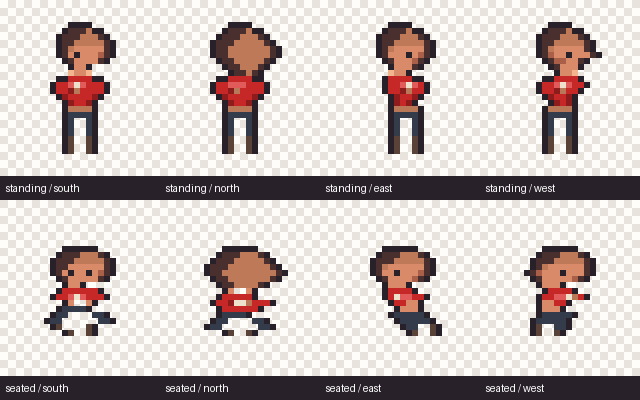 standing / south
standing / north
standing / east
standing / west
seated / south
seated / north
seated / east
seated / west